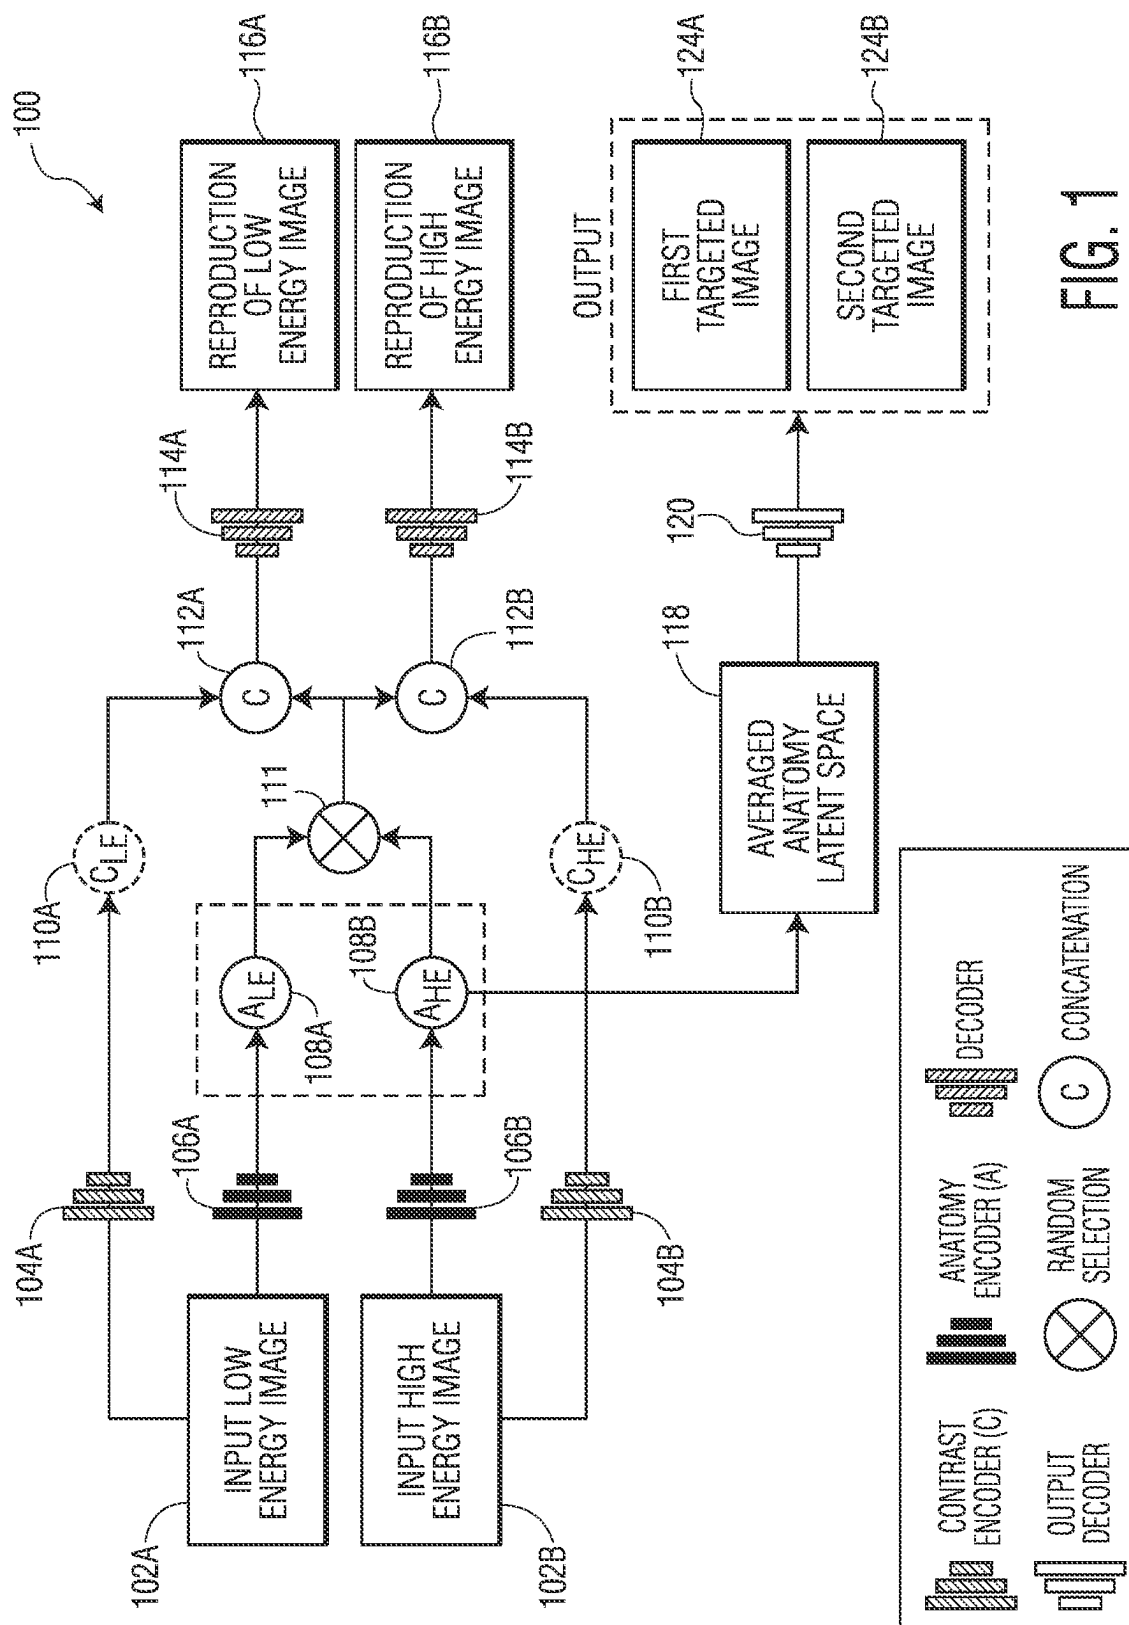 100
102A
INPUT LOW
ENERGY IMAGE
102B
INPUT HIGH
ENERGY IMAGE
104A
106A
106B
104B
110A
CLE
ALE
108A
108B
AHE
CHE
110B
111
112A
C
112B
C
114A
114B
REPRODUCTION
OF LOW
ENERGY IMAGE
116A
REPRODUCTION
OF HIGH
ENERGY IMAGE
116B
118
AVERAGED
ANATOMY
LATENT SPACE
120
OUTPUT
FIRST
TARGETED
IMAGE
124A
SECOND
TARGETED
IMAGE
124B
CONTRAST
ENCODER (C)
ANATOMY
ENCODER (A)
DECODER
OUTPUT
DECODER
RANDOM
SELECTION
C
CONCATENATION
FIG. 1